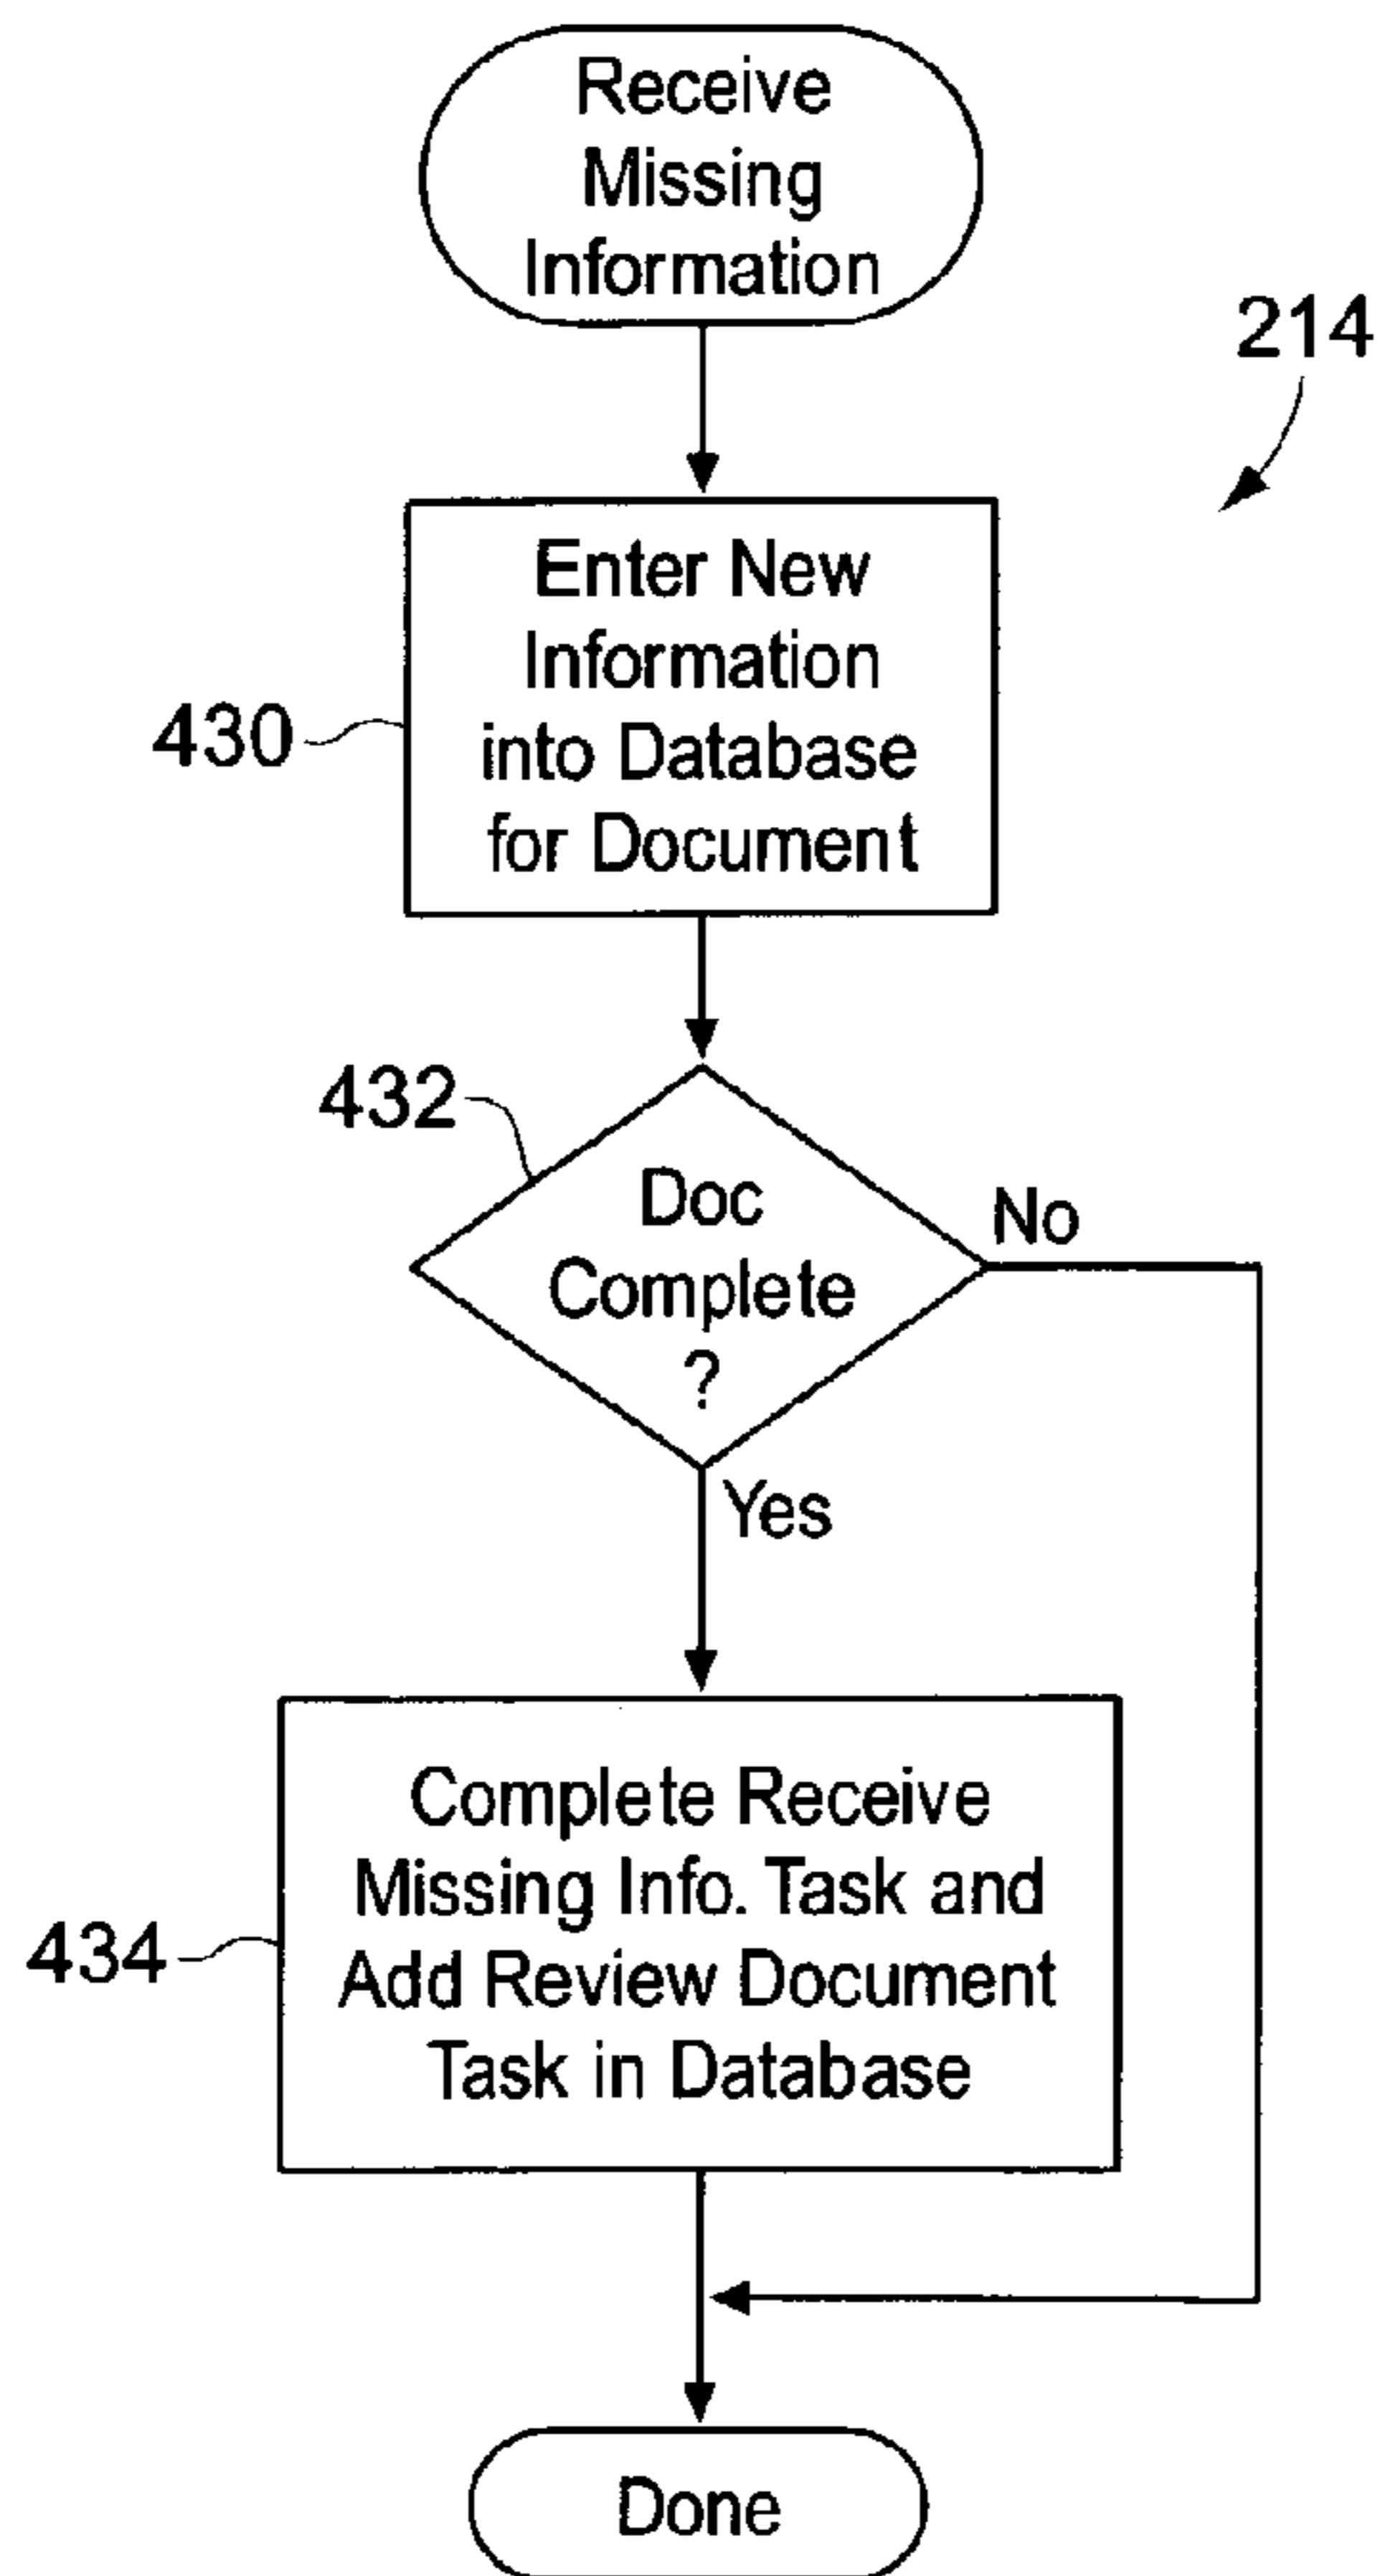 Receive
Missing
Information
214
Enter New
Information
into Database
for Document
430
432
Doc
Complete
?
No
Yes
Complete Receive
Missing Info. Task and
Add Review Document
Task in Database
434
Done